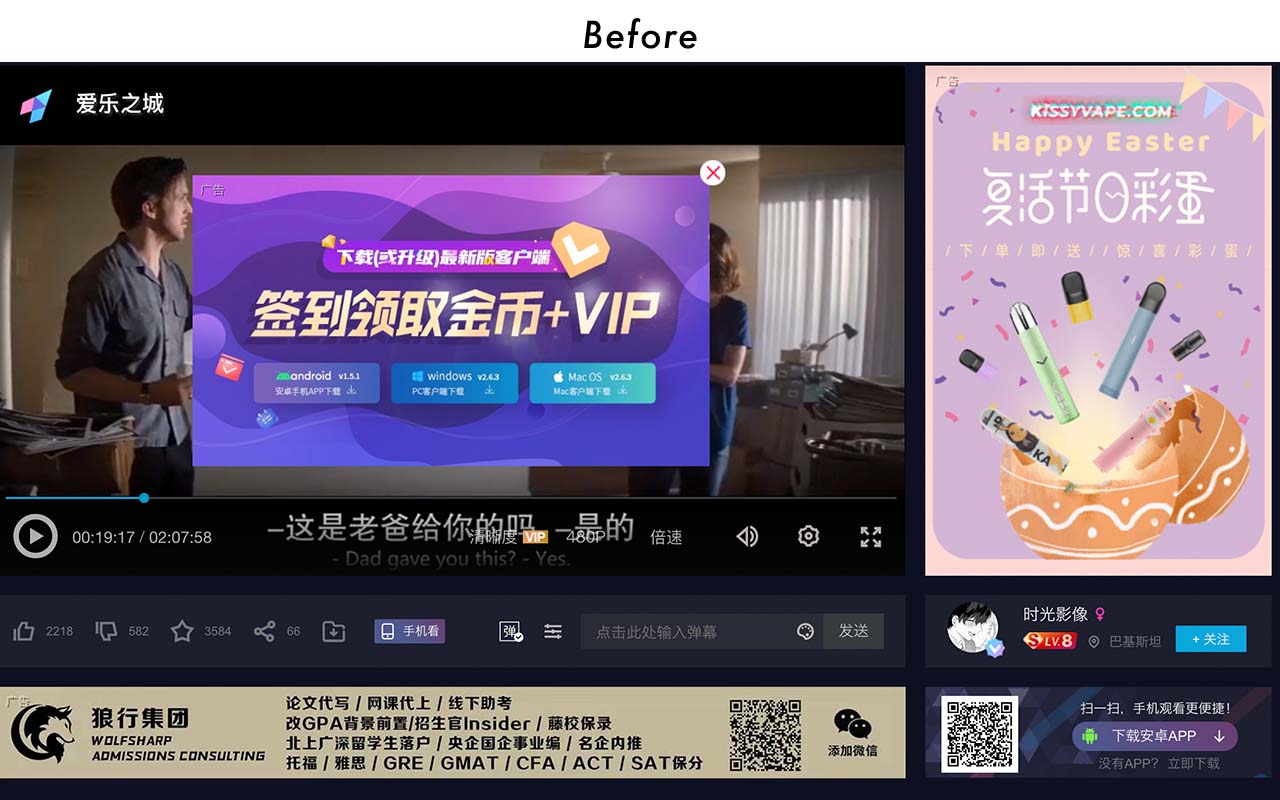 Before
爱乐之城
广告
下载(或升级)最新版客户端
签到领取金币+VIP
android v1.5.1
安卓手机APP下载
windows v2.6.3
PC客户端下载
Mac OS v2.6.3
Mac客户端下载
00:19:17 / 02:07:58
–这是老爸给你的吗 –是的
- Dad gave you this? - Yes.
清晰度 VIP 480P 倍速
2218 582 3584 66 手机看
弹 点击此处输入弹幕 发送
广告
狼行集团
WOLFSHARP
ADMISSIONS CONSULTING
论文代写 / 网课代上 / 线下助考
改GPA背景前置/招生官Insider / 藤校保录
北上广深留学生落户 / 央企国企事业编 / 名企内推
托福 / 雅思 / GRE / GMAT / CFA / ACT / SAT保分
添加微信
广告
KISSYVAPE.COM
Happy Easter
复活节日彩蛋
/ 下 / 单 / 即 / 送 / / 惊 / 喜 / 彩 / 蛋 /
KA
时光影像
S LV.8 巴基斯坦
+ 关注
扫一扫，手机观看更便捷！
下载安卓APP
没有APP？ 立即下载